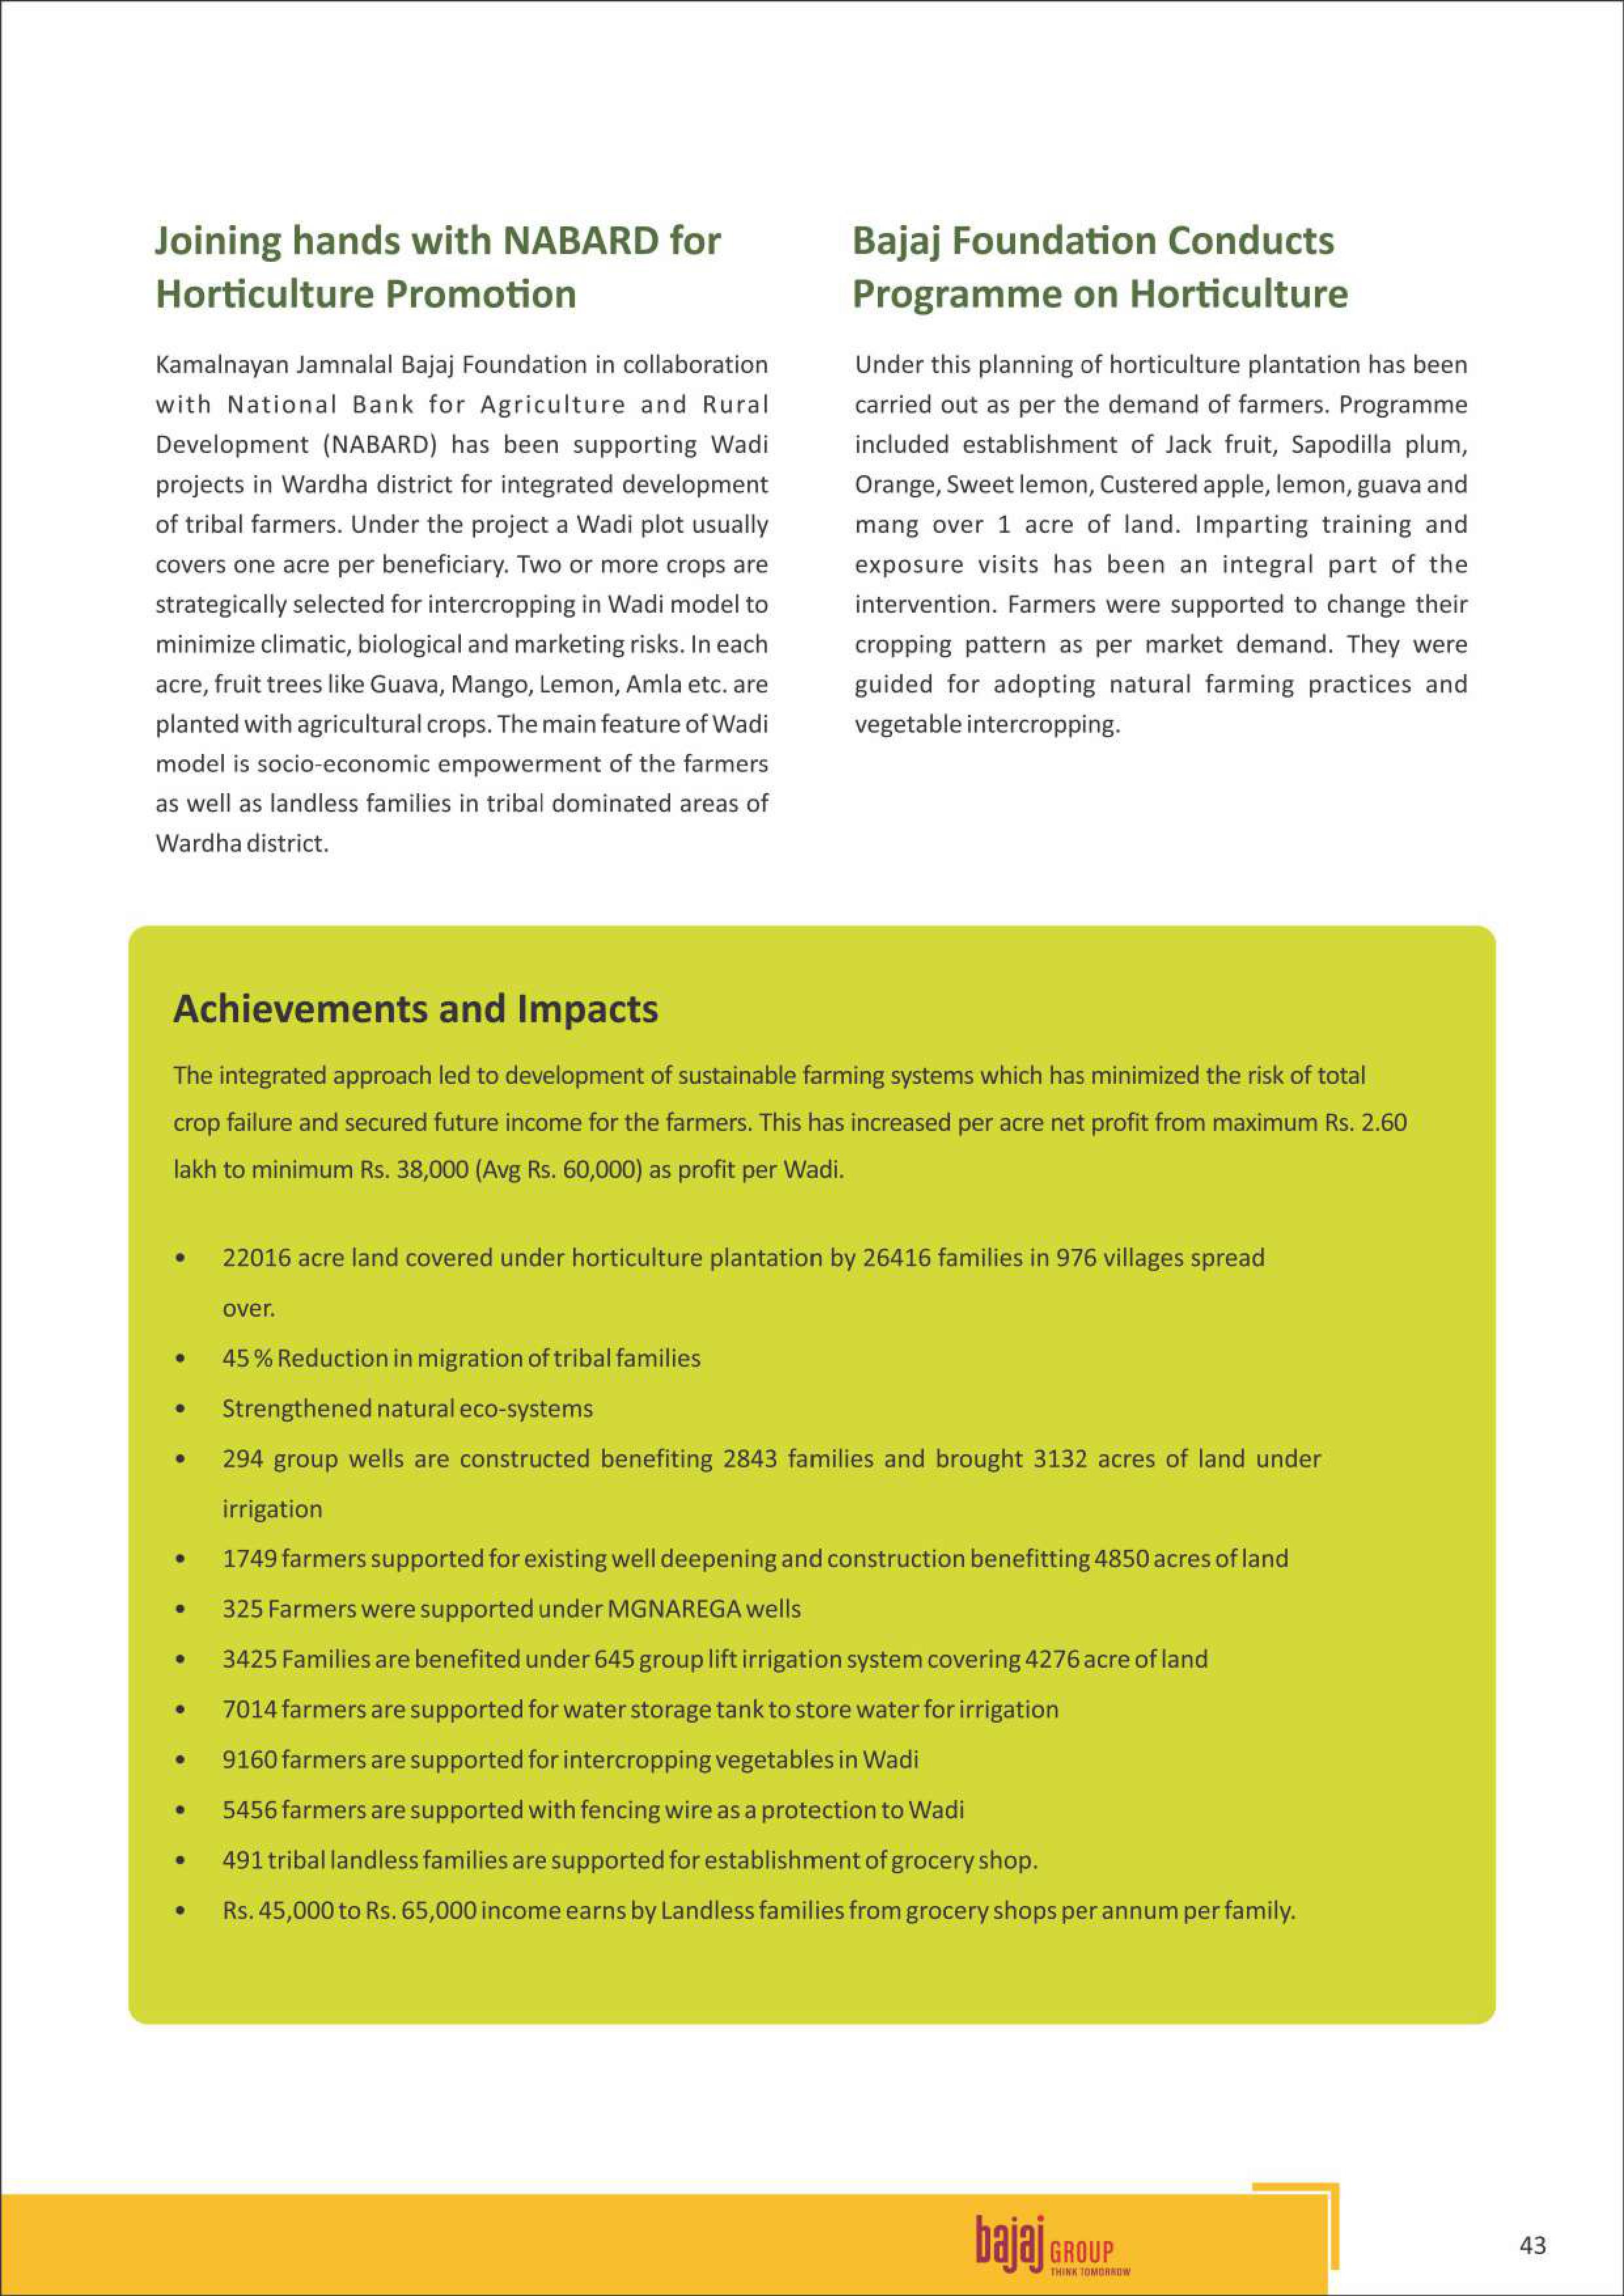 Joining hands with NABARD for
Horticulture Promotion
Kamalnayan Jamnalal Bajaj Foundation in collaboration
with National Bank for Agriculture and Rural
Development (NABARD) has been supporting Wadi
projects in Wardha district for integrated development
of tribal farmers. Under the project a Wadi plot usually
covers one acre per beneficiary. Two or more crops are
strategically selected for intercropping in Wadi model to
minimize climatic, biological and marketing risks. In each
acre, fruit trees like Guava, Mango, Lemon, Amla etc. are
planted with agricultural crops. The main feature of Wadi
model is socio-economic empowerment of the farmers
as well as landless families in tribal dominated areas of
Wardha district.
Bajaj Foundation Conducts
Programme on Horticulture
Under this planning of horticulture plantation has been
carried out as per the demand of farmers. Programme
included establishment of Jack fruit, Sapodilla plum,
Orange, Sweet lemon, Custered apple, lemon, guava and
mang over 1 acre of land. Imparting training and
exposure visits has been an integral part of the
intervention. Farmers were supported to change their
cropping pattern as per market demand. They were
guided for adopting natural farming practices and
vegetable intercropping.
Achievements and Impacts
The integrated approach led to development of sustainable farming systems which has minimized the risk of total
crop failure and secured future income for the farmers. This has increased per acre net profit from maximum Rs. 2.60
lakh to minimum Rs. 38,000 (Avg Rs. 60,000) as profit per Wadi.
• 22016 acre land covered under horticulture plantation by 26416 families in 976 villages spread
over.
• 45 % Reduction in migration of tribal families
• Strengthened natural eco-systems
• 294 group wells are constructed benefiting 2843 families and brought 3132 acres of land under
irrigation
• 1749 farmers supported for existing well deepening and construction benefitting 4850 acres of land
• 325 Farmers were supported under MGNAREGA wells
• 3425 Families are benefited under 645 group lift irrigation system covering 4276 acre of land
• 7014 farmers are supported for water storage tank to store water for irrigation
• 9160 farmers are supported for intercropping vegetables in Wadi
• 5456 farmers are supported with fencing wire as a protection to Wadi
• 491 tribal landless families are supported for establishment of grocery shop.
• Rs. 45,000 to Rs. 65,000 income earns by Landless families from grocery shops per annum per family.
bajaj GROUP
THINK TOMORROW
43